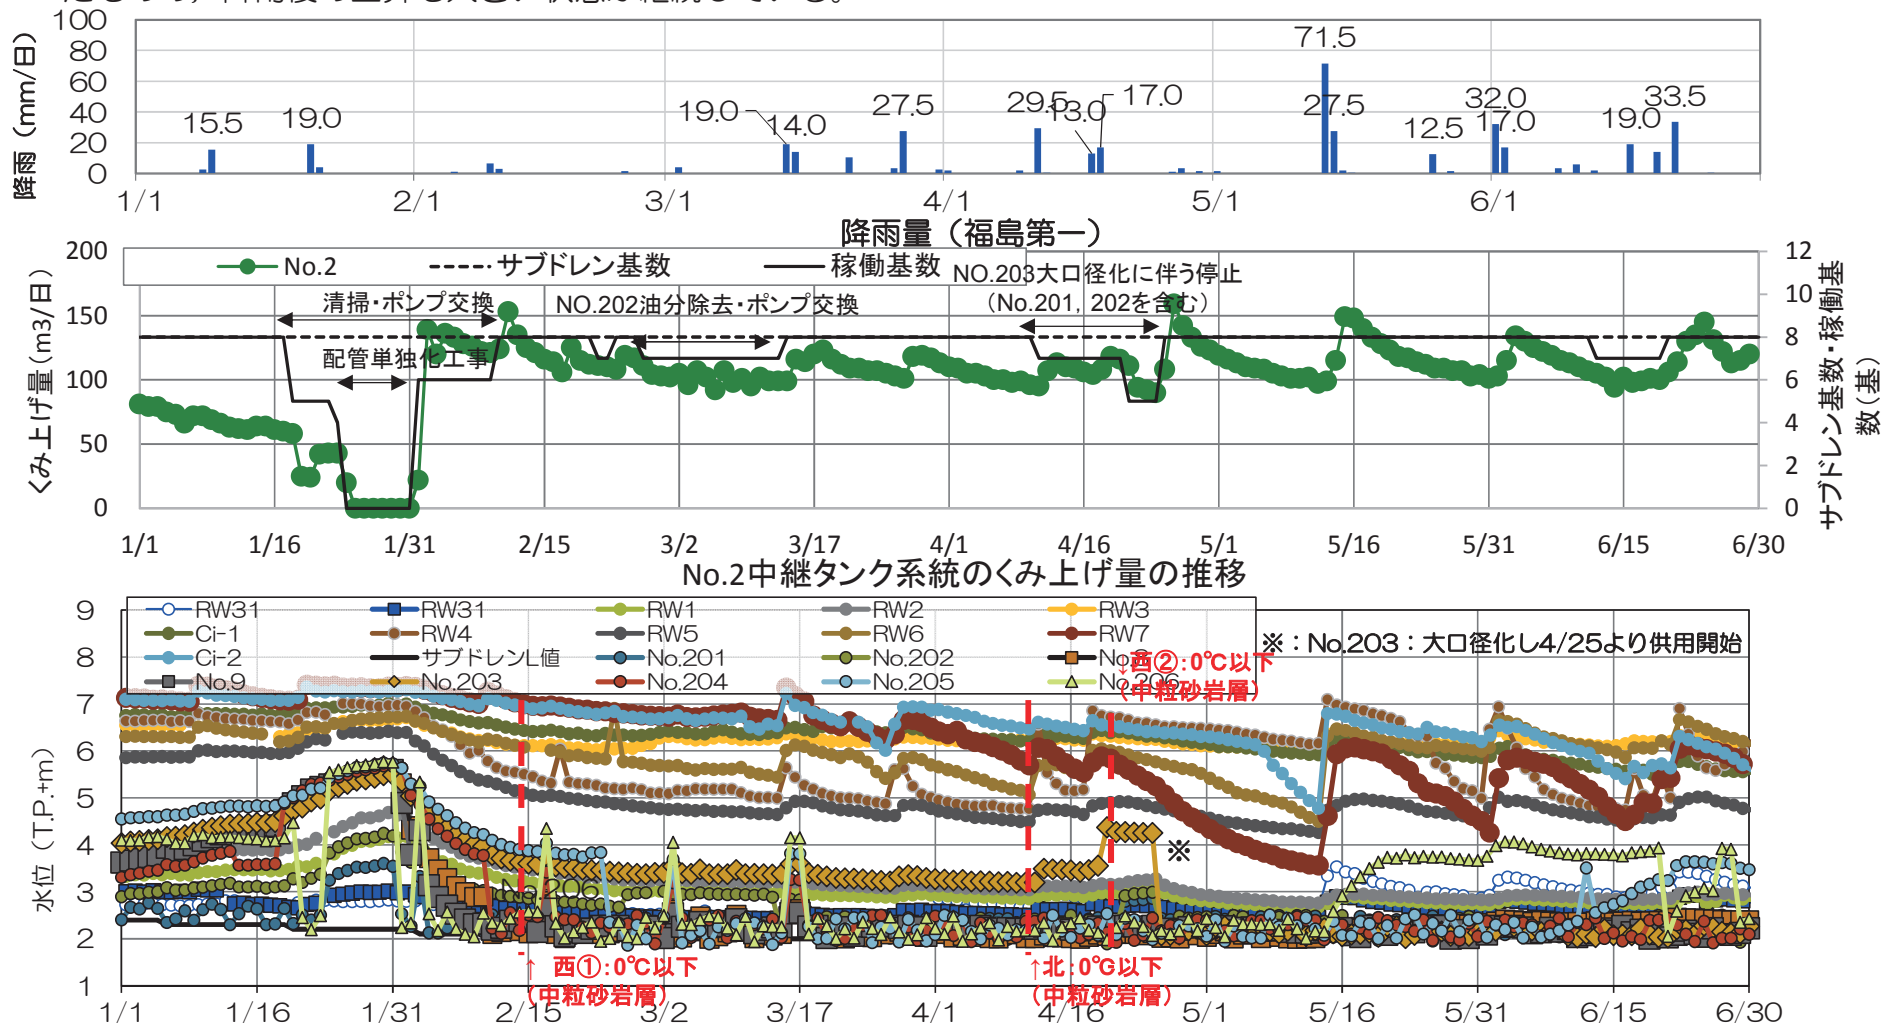 降雨（mm/日）
100
80
60
40
20
0
15.5
19.0
19.0
14.0
27.5
29.5
13.0
17.0
71.5
27.5
12.5
32.0
17.0
19.0
33.5
1/1 2/1 3/1 4/1 5/1 6/1
降雨量（福島第一）
くみ上げ量(m3/日)
200
150
100
50
0
No.2 サブドレン基数 稼働基数
清掃・ポンプ交換
配管単独化工事
NO.202油分除去・ポンプ交換
NO.203大口径化に伴う停止
（No.201, 202を含む）
12
10
8
6
4
2
0
サブドレン基数・稼働基
数(基)
1/1 1/16 1/31 2/15 3/2 3/17 4/1 4/16 5/1 5/16 5/31 6/15 6/30
No.2中継タンク系統のくみ上げ量の推移
水位（T.P.+m）
9
8
7
6
5
4
3
2
1
RW31 RW31 RW1 RW2 RW3
Ci-1 RW4 RW5 RW6 RW7
Ci-2 サブドレンL値 No.201 No.202
No.9 No.203 No.204 No.205 No.206
※：No.203：大口径化し4/25より供用開始
↓西②:0℃以下
（中粒砂岩層）
※
No.206
↑ 西①:0℃以下
（中粒砂岩層）
↑北:0℃以下
（中粒砂岩層）
1/1 1/16 1/31 2/15 3/2 3/17 4/1 4/16 5/1 5/16 5/31 6/15 6/30